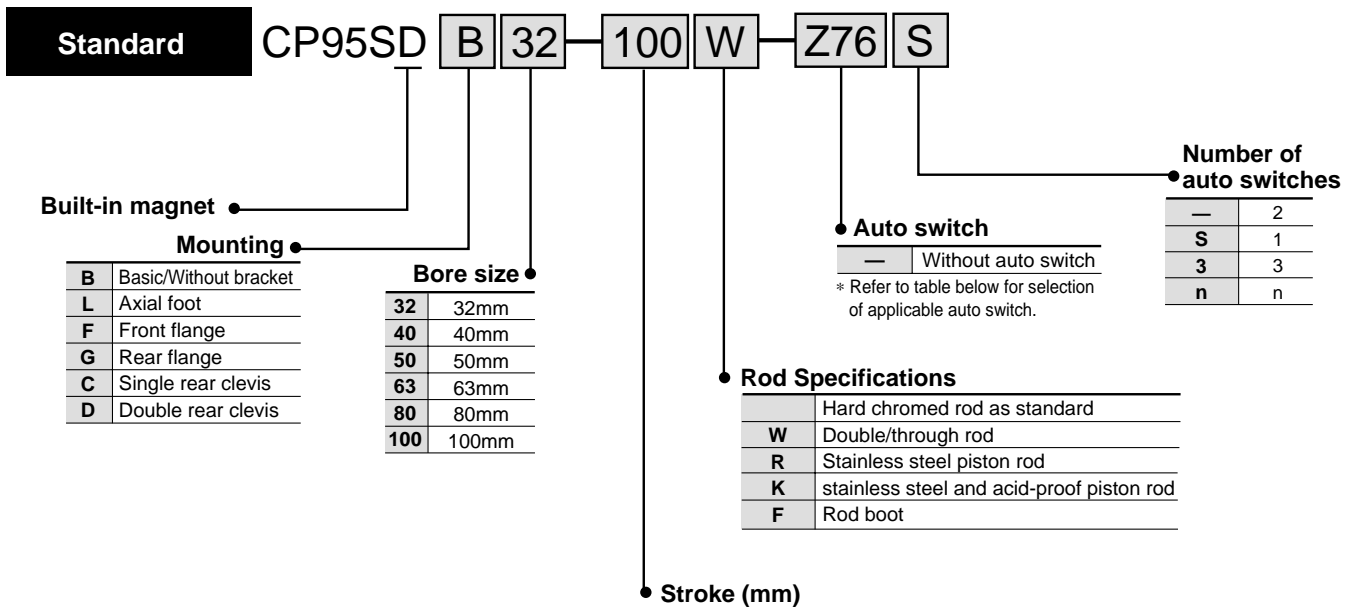 Standard
CP95SD B 32 — 100 W — Z76 S
Number of
auto switches
— 2
S 1
3 3
n n
Built-in magnet
Mounting
B Basic/Without bracket
L Axial foot
F Front flange
G Rear flange
C Single rear clevis
D Double rear clevis
Bore size
32 32mm
40 40mm
50 50mm
63 63mm
80 80mm
100 100mm
Auto switch
— Without auto switch
* Refer to table below for selection
of applicable auto switch.
Rod Specifications
Hard chromed rod as standard
W Double/through rod
R Stainless steel piston rod
K stainless steel and acid-proof piston rod
F Rod boot
Stroke (mm)